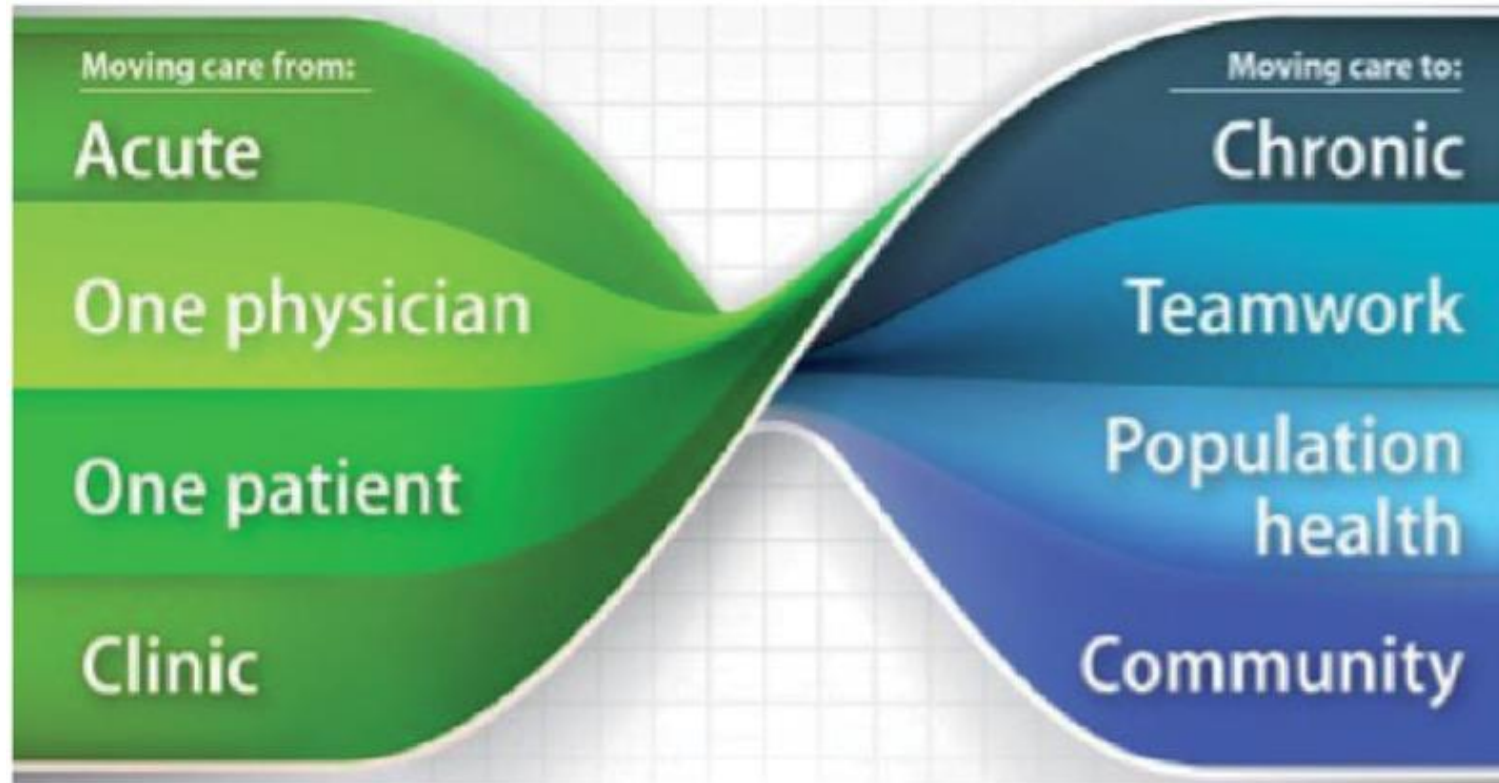 Moving care from:
Acute
One physician
One patient
Clinic
Moving care to:
Chronic
Teamwork
Population
health
Community